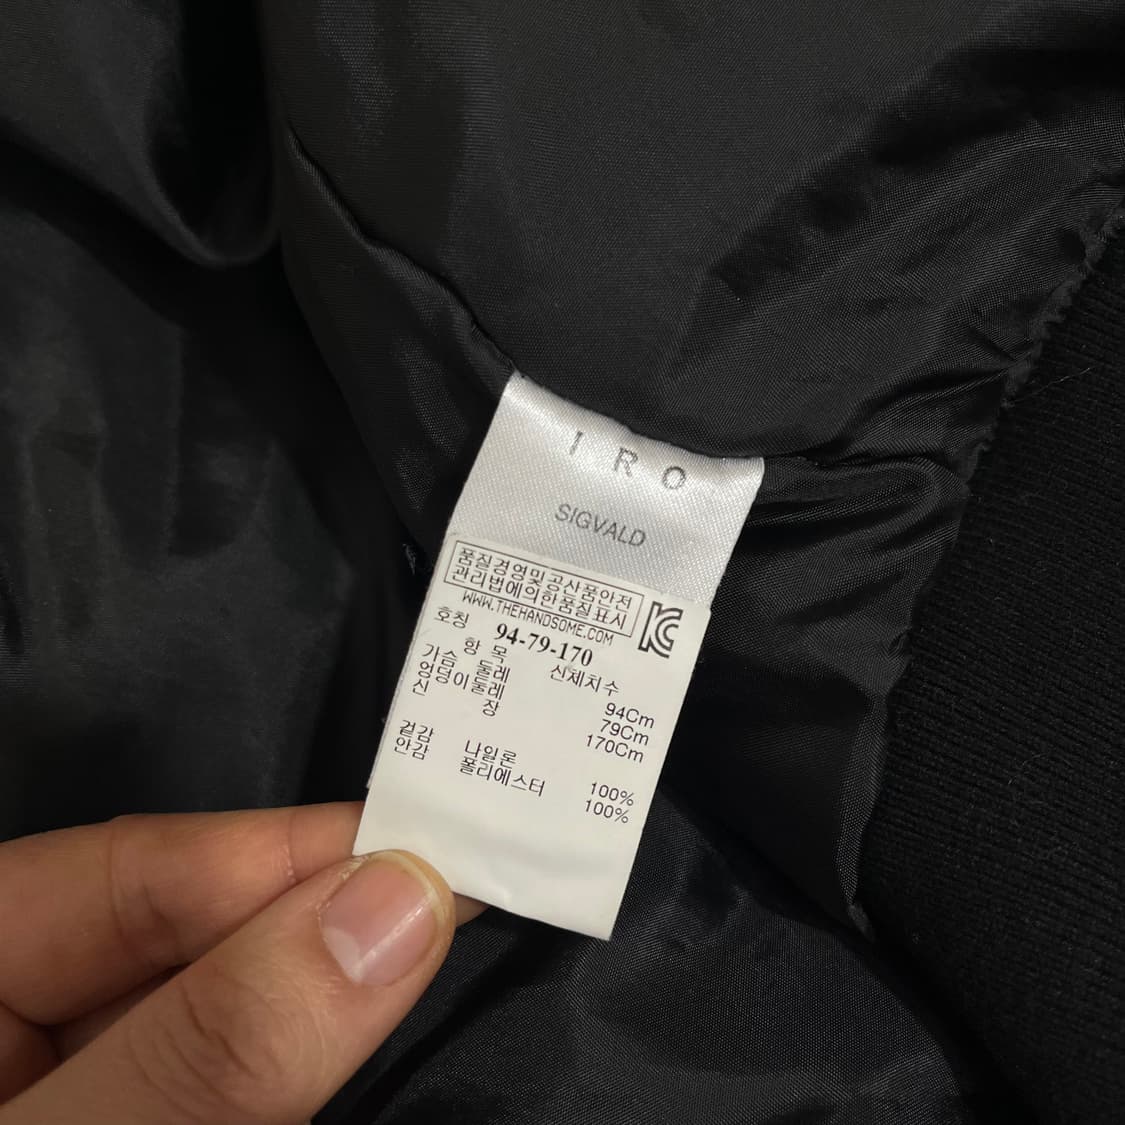 I R O
SIGVALD
품질경영및공산품안전
관리법에의한품질표시
WWW.THEHANDSOME.COM
호칭 94-79-170
항목 신체치수
가슴둘레 94Cm
엉덩이둘레 79Cm
신장 170Cm
겉감 나일론 100%
안감 폴리에스터 100%